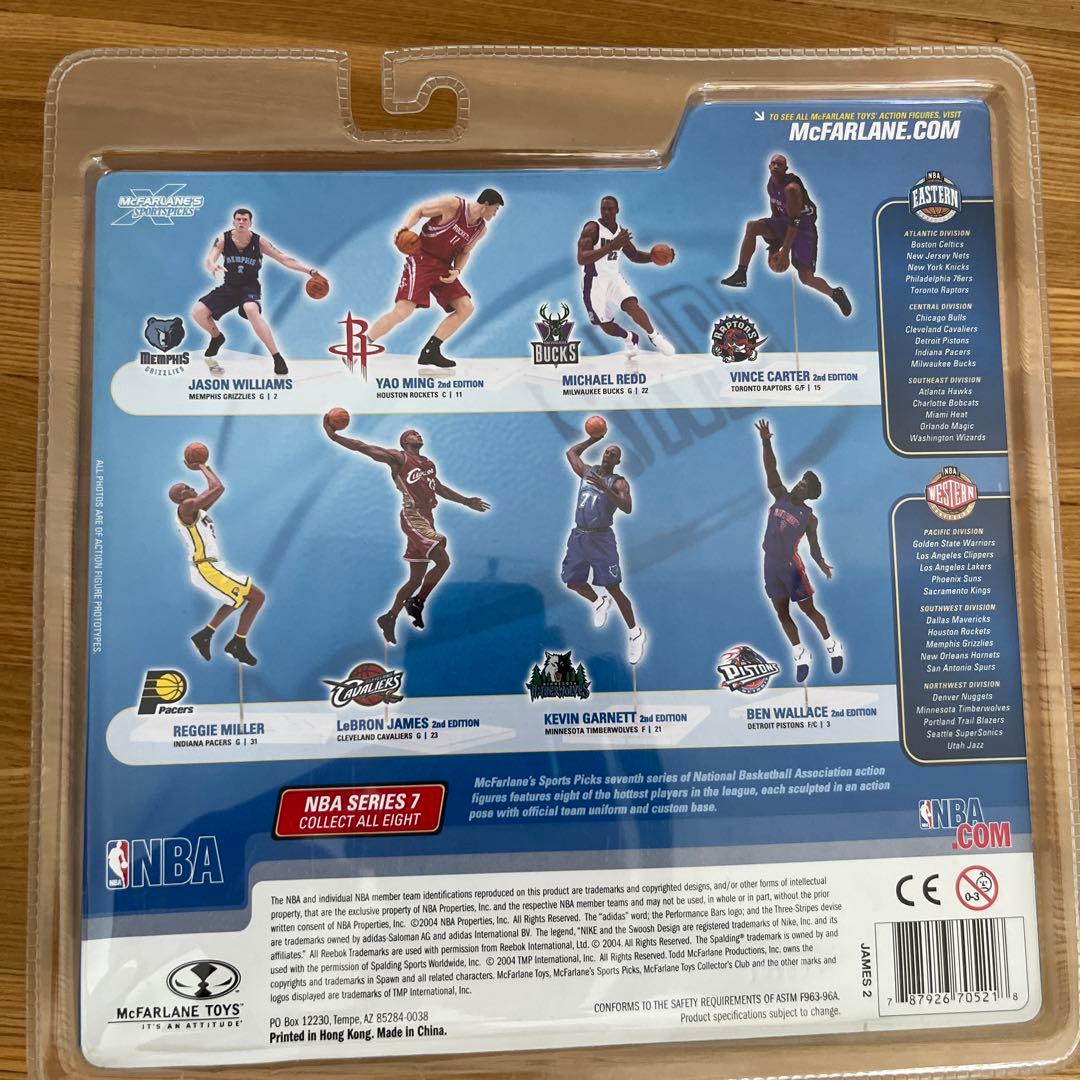 TO SEE ALL McFARLANE TOYS' ACTION FIGURES, VISIT
McFARLANE.COM
McFARLANE'S
SPORTSPICKS
MEMPHIS
GRIZZLIES
JASON WILLIAMS
MEMPHIS GRIZZLIES G | 2
YAO MING 2nd EDITION
HOUSTON ROCKETS C | 11
BUCKS
MICHAEL REDD
MILWAUKEE BUCKS G | 22
RAPTORS
VINCE CARTER 2nd EDITION
TORONTO RAPTORS G/F | 15
ALL PHOTOS ARE OF ACTION FIGURE PROTOTYPES.
Pacers
REGGIE MILLER
INDIANA PACERS G | 31
CAVALIERS
LeBRON JAMES 2nd EDITION
CLEVELAND CAVALIERS G | 23
TIMBERWOLVES
KEVIN GARNETT 2nd EDITION
MINNESOTA TIMBERWOLVES F | 21
PISTONS
BEN WALLACE 2nd EDITION
DETROIT PISTONS F/C | 3
NBA
EASTERN
ATLANTIC DIVISION
Boston Celtics
New Jersey Nets
New York Knicks
Philadelphia 76ers
Toronto Raptors
CENTRAL DIVISION
Chicago Bulls
Cleveland Cavaliers
Detroit Pistons
Indiana Pacers
Milwaukee Bucks
SOUTHEAST DIVISION
Atlanta Hawks
Charlotte Bobcats
Miami Heat
Orlando Magic
Washington Wizards
NBA
WESTERN
PACIFIC DIVISION
Golden State Warriors
Los Angeles Clippers
Los Angeles Lakers
Phoenix Suns
Sacramento Kings
SOUTHWEST DIVISION
Dallas Mavericks
Houston Rockets
Memphis Grizzlies
New Orleans Hornets
San Antonio Spurs
NORTHWEST DIVISION
Denver Nuggets
Minnesota Timberwolves
Portland Trail Blazers
Seattle SuperSonics
Utah Jazz
NBA SERIES 7
COLLECT ALL EIGHT
McFarlane's Sports Picks seventh series of National Basketball Association action
figures features eight of the hottest players in the league, each sculpted in an action
pose with official team uniform and custom base.
NBA
.COM
NBA
The NBA and individual NBA member team identifications reproduced on this product are trademarks and copyrighted designs, and/or other forms of intellectual
property, that are the exclusive property of NBA Properties, Inc. and the respective NBA member teams and may not be used, in whole or in part, without the prior
written consent of NBA Properties, Inc. ©2004 NBA Properties, Inc. All Rights Reserved. The "adidas" word; the Performance Bars logo; and the Three-Stripes devise
are trademarks owned by adidas-Saloman AG and adidas International BV. The legend, "NIKE and the Swoosh Design are registered trademarks of Nike, Inc. and its
affiliates." All Reebok Trademarks are used with permission from Reebok International, Ltd. © 2004. All Rights Reserved. The Spalding® trademark is owned by and
used with the permission of Spalding Sports Worldwide, Inc. © 2004 TMP International, Inc. All Rights Reserved. Todd McFarlane Productions, Inc. owns the
copyrights and trademarks in Spawn and all related characters. McFarlane Toys, McFarlane's Sports Picks, McFarlane Toys Collector's Club and the other marks and
logos displayed are trademarks of TMP International, Inc.
CE
0-3
McFARLANE TOYS™
IT'S AN ATTITUDE
PO Box 12230, Tempe, AZ 85284-0038
Printed in Hong Kong. Made in China.
CONFORMS TO THE SAFETY REQUIREMENTS OF ASTM F963-96A.
Product specifications subject to change.
JAMES 2
7 87926 70521 8